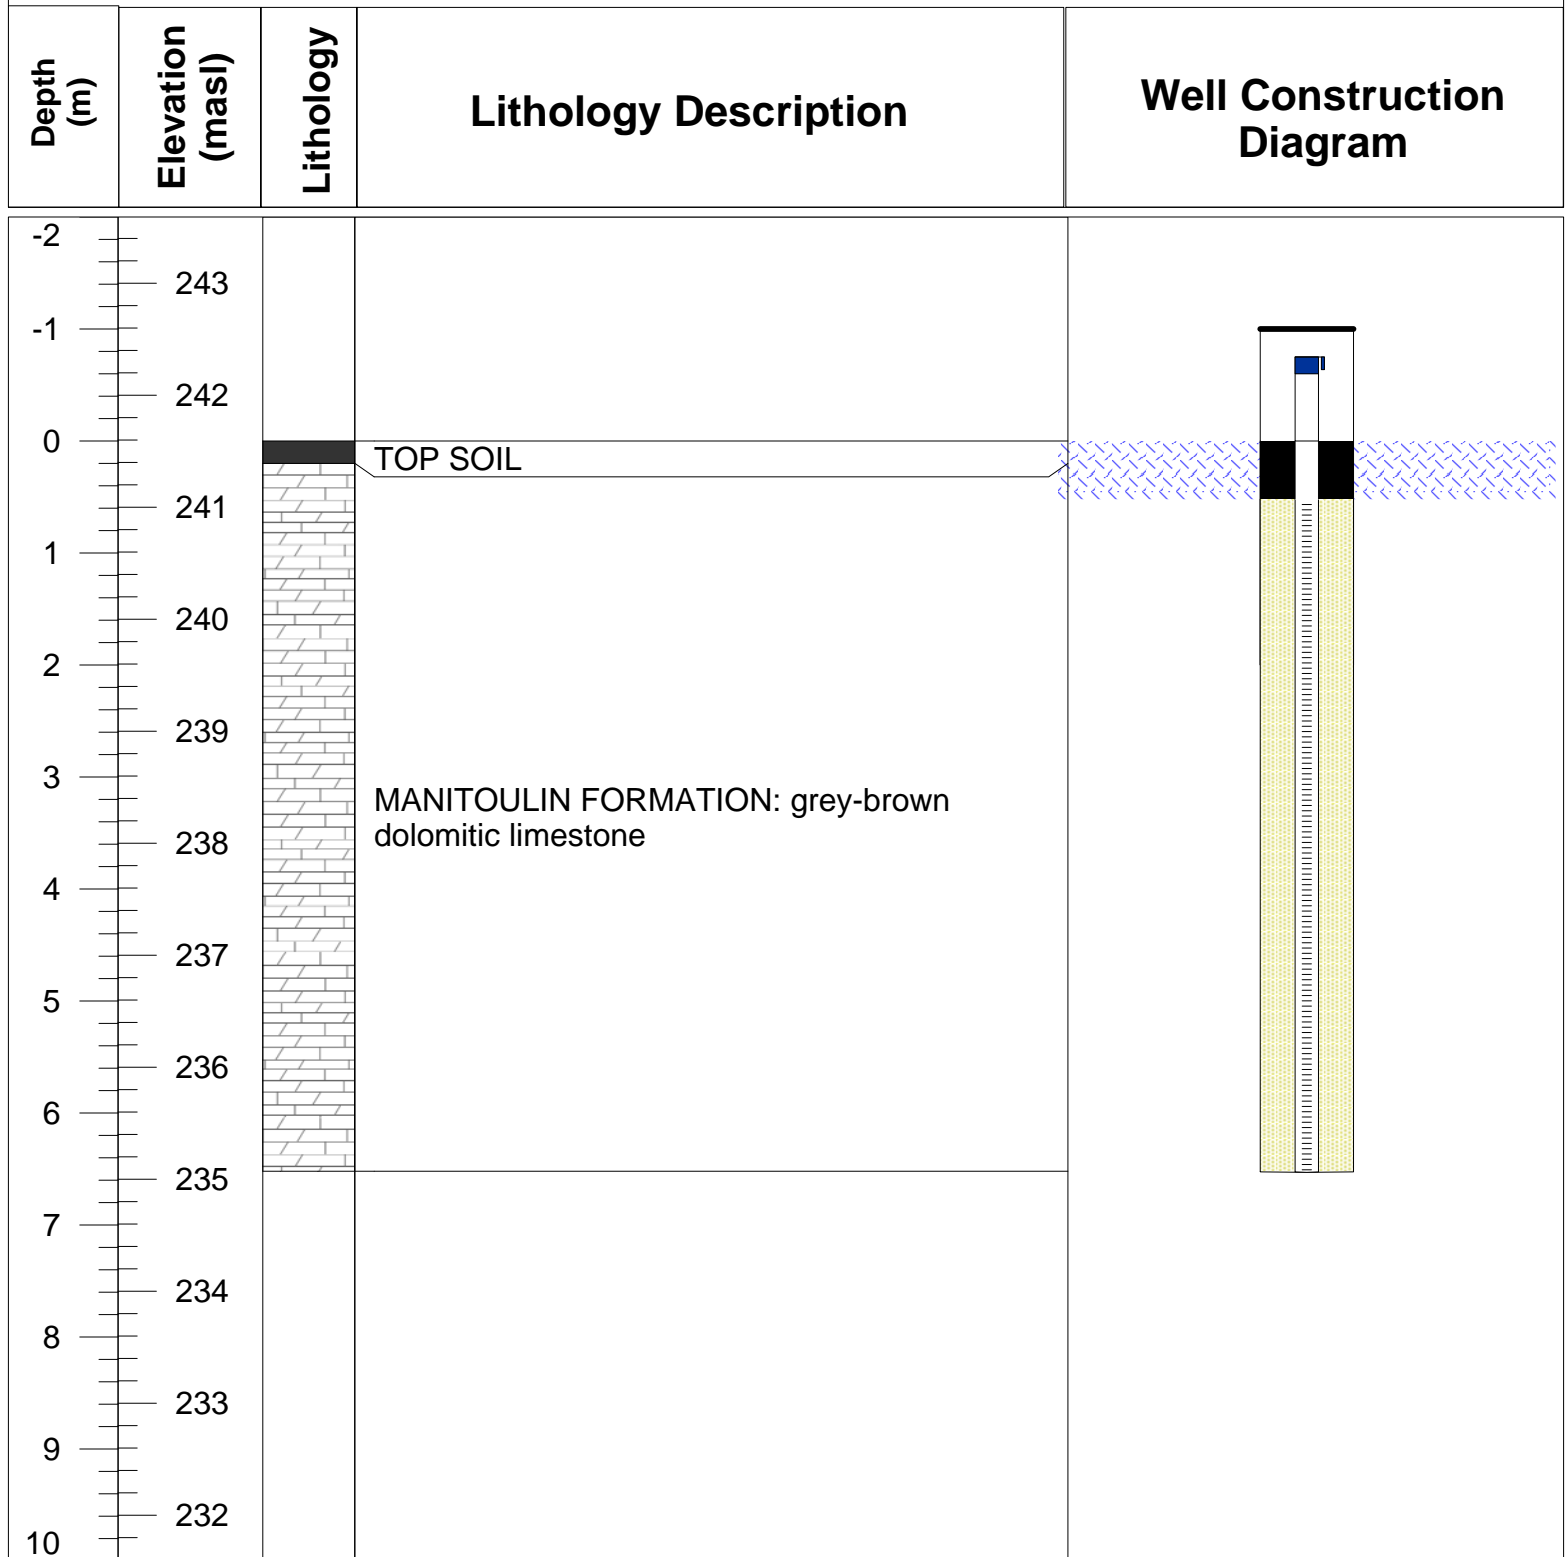 Depth
(m)
Elevation
(masl)
Lithology
Lithology Description
Well Construction
Diagram
-2
243
-1
242
0
TOP SOIL
241
1
240
2
239
3
MANITOULIN FORMATION: grey-brown
dolomitic limestone
238
4
237
5
236
6
235
7
234
8
233
9
232
10